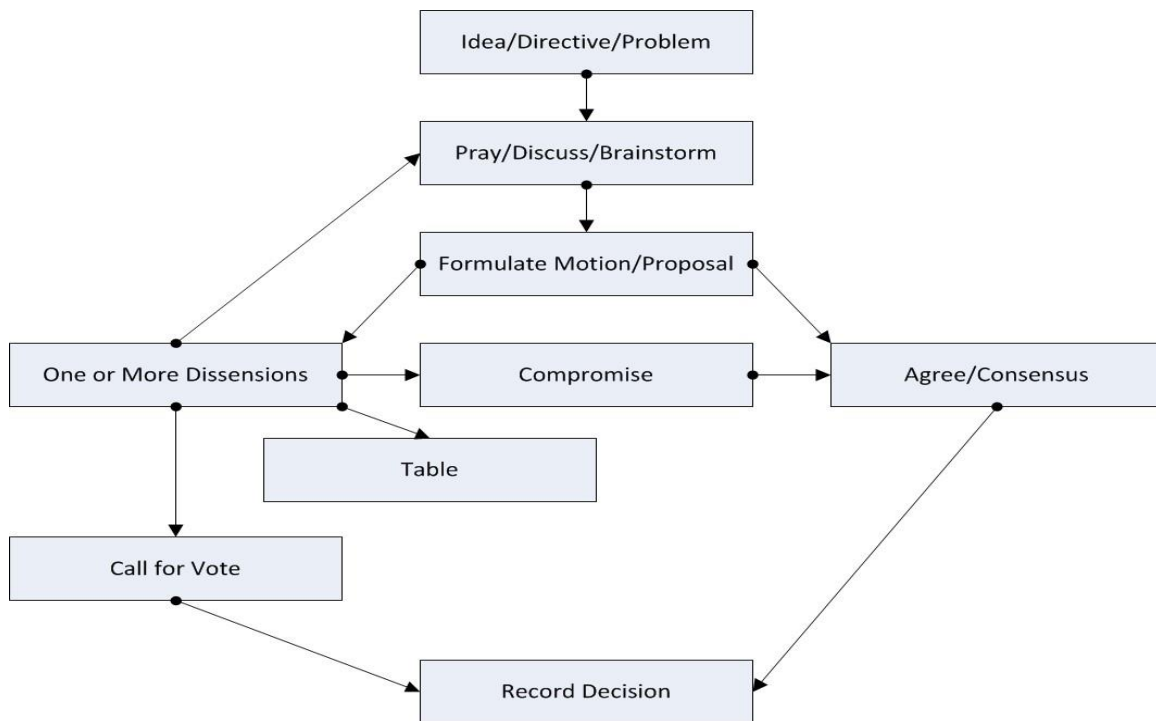 Idea/Directive/Problem
Pray/Discuss/Brainstorm
Formulate Motion/Proposal
One or More Dissensions
Compromise
Agree/Consensus
Table
Call for Vote
Record Decision